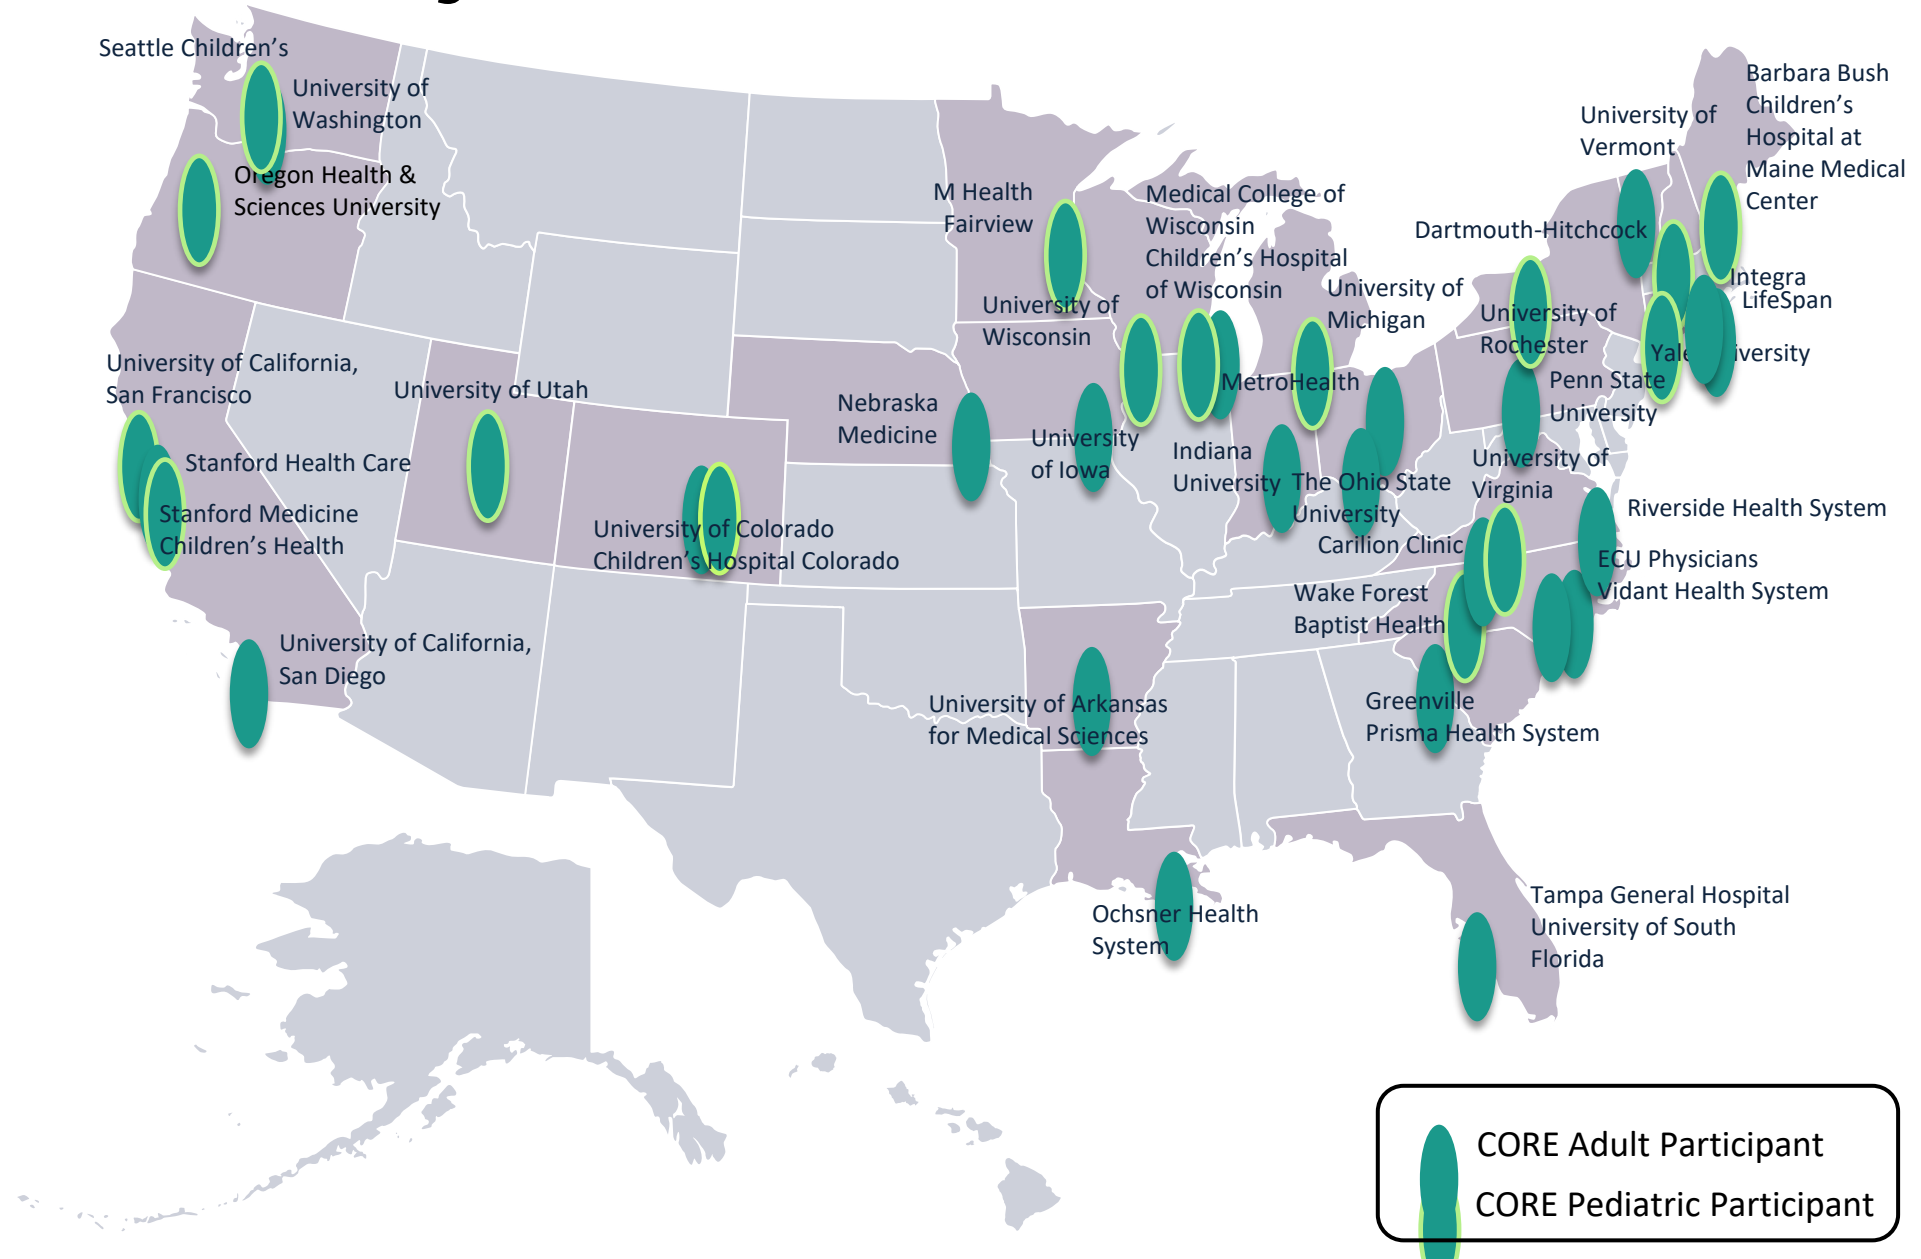 Seattle Children's
University of
Washington
Oregon Health &
Sciences University
University of California,
San Francisco
University of Utah
Stanford Health Care
Stanford Medicine
Children's Health
University of Colorado
Children's Hospital Colorado
University of California,
San Diego
M Health
Fairview
University of
Wisconsin
Medical College of
Wisconsin
Children's Hospital
of Wisconsin
University of
Michigan
MetroHealth
Nebraska
Medicine
University
of Iowa
Indiana
University
The Ohio State
University
Carilion Clinic
Wake Forest
Baptist Health
University of Arkansas
for Medical Sciences
Greenville
Prisma Health System
Ochsner Health
System
Tampa General Hospital
University of South
Florida
University of
Vermont
Barbara Bush
Children's
Hospital at
Maine Medical
Center
Dartmouth-Hitchcock
Integra
LifeSpan
University of
Rochester
Yale University
Penn State
University
University of
Virginia
Riverside Health System
ECU Physicians
Vidant Health System
CORE Adult Participant
CORE Pediatric Participant